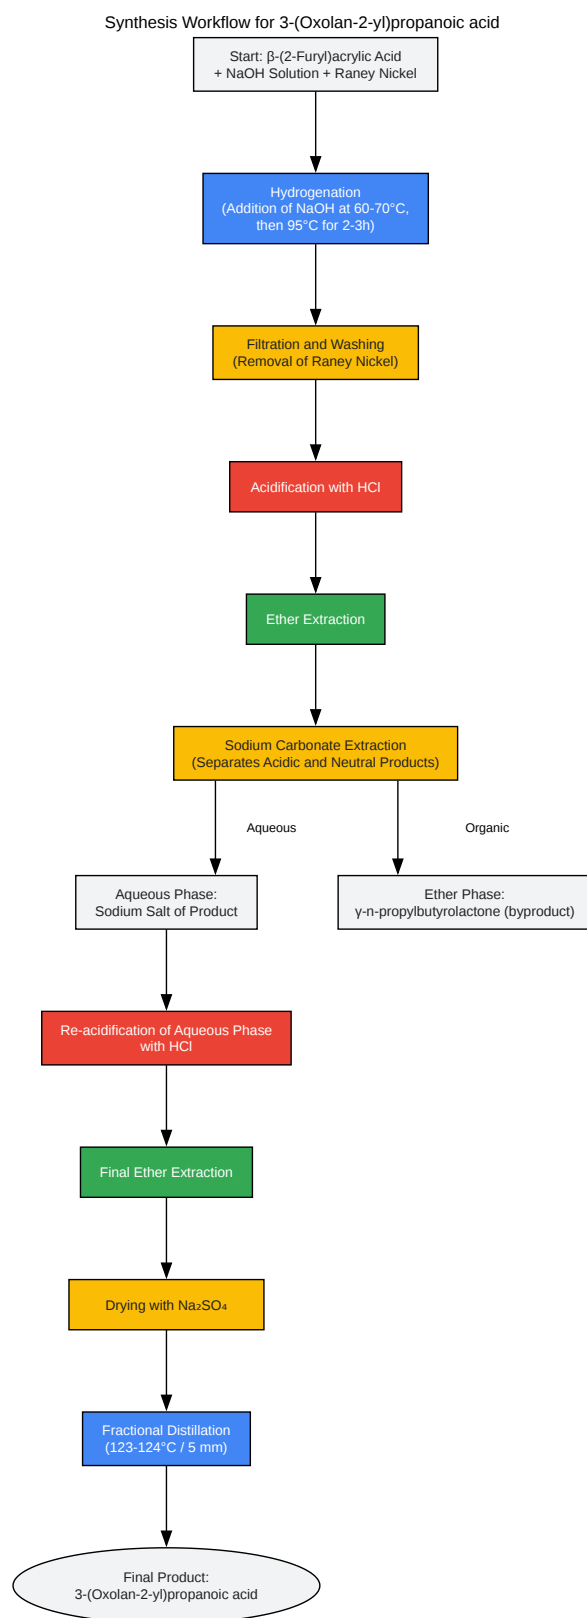 Synthesis Workflow for 3-(Oxolan-2-yl)propanoic acid
Start: β-(2-Furyl)acrylic Acid
+ NaOH Solution + Raney Nickel
Hydrogenation
(Addition of NaOH at 60-70°C,
then 95°C for 2-3h)
Filtration and Washing
(Removal of Raney Nickel)
Acidification with HCl
Ether Extraction
Sodium Carbonate Extraction
(Separates Acidic and Neutral Products)
Aqueous
Organic
Aqueous Phase:
Sodium Salt of Product
Ether Phase:
γ-n-propylbutyrolactone (byproduct)
Re-acidification of Aqueous Phase
with HCl
Final Ether Extraction
Drying with Na₂SO₄
Fractional Distillation
(123-124°C / 5 mm)
Final Product:
3-(Oxolan-2-yl)propanoic acid